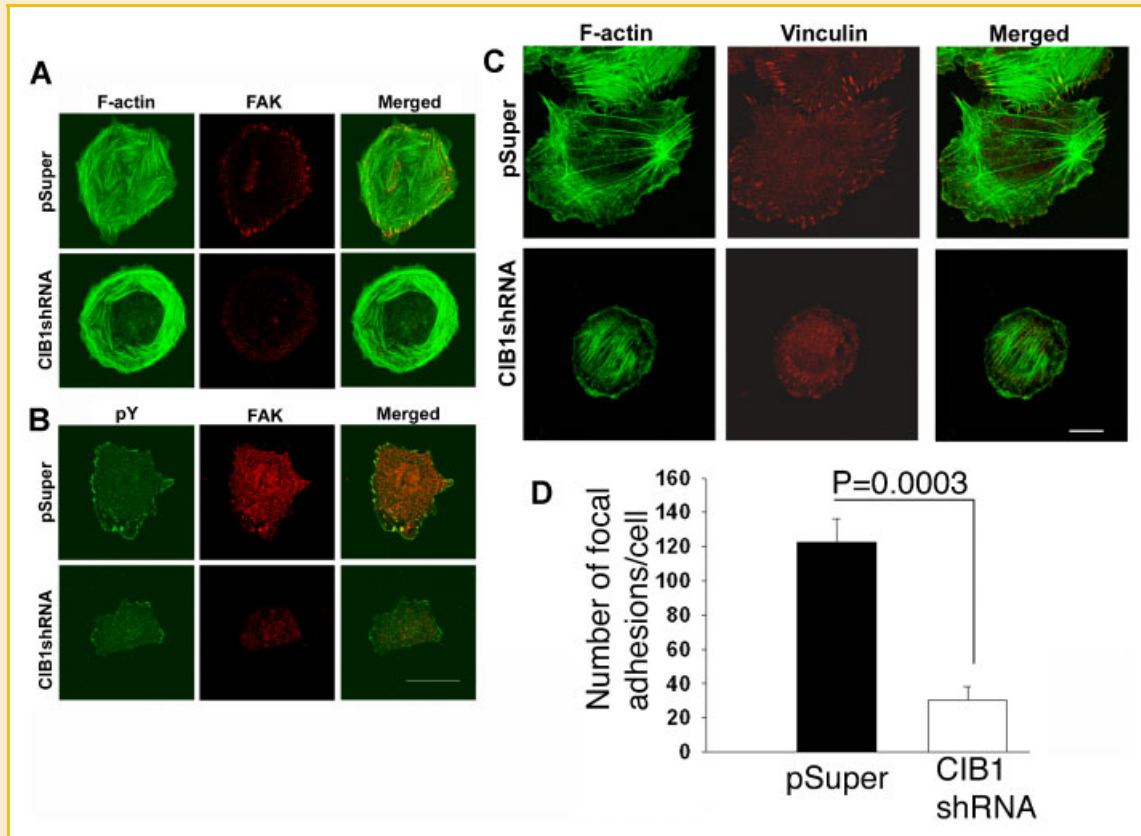 A
F-actin FAK Merged
pSuper
CIB1shRNA
B
pY FAK Merged
pSuper
CIB1shRNA
C
F-actin Vinculin Merged
pSuper
CIB1shRNA
D
Number of focal
adhesions/cell
160
140
120
100
80
60
40
20
0
P=0.0003
pSuper
CIB1
shRNA